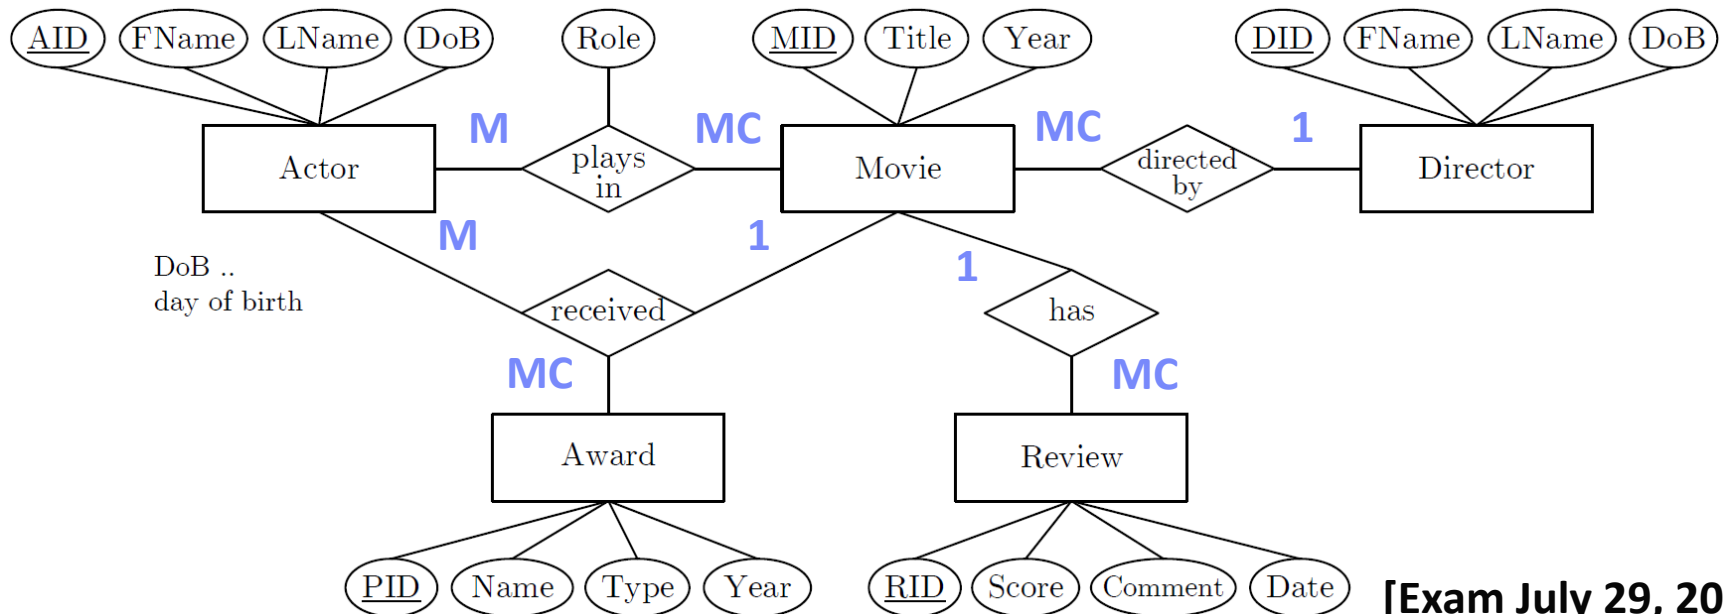 AID FName LName DoB Role MID Title Year DID FName LName DoB
M MC MC 1
Actor plays in Movie directed by Director
M 1 1
DoB ..
day of birth
received has
MC MC
Award Review
PID Name Type Year RID Score Comment Date
[Exam July 29, 20